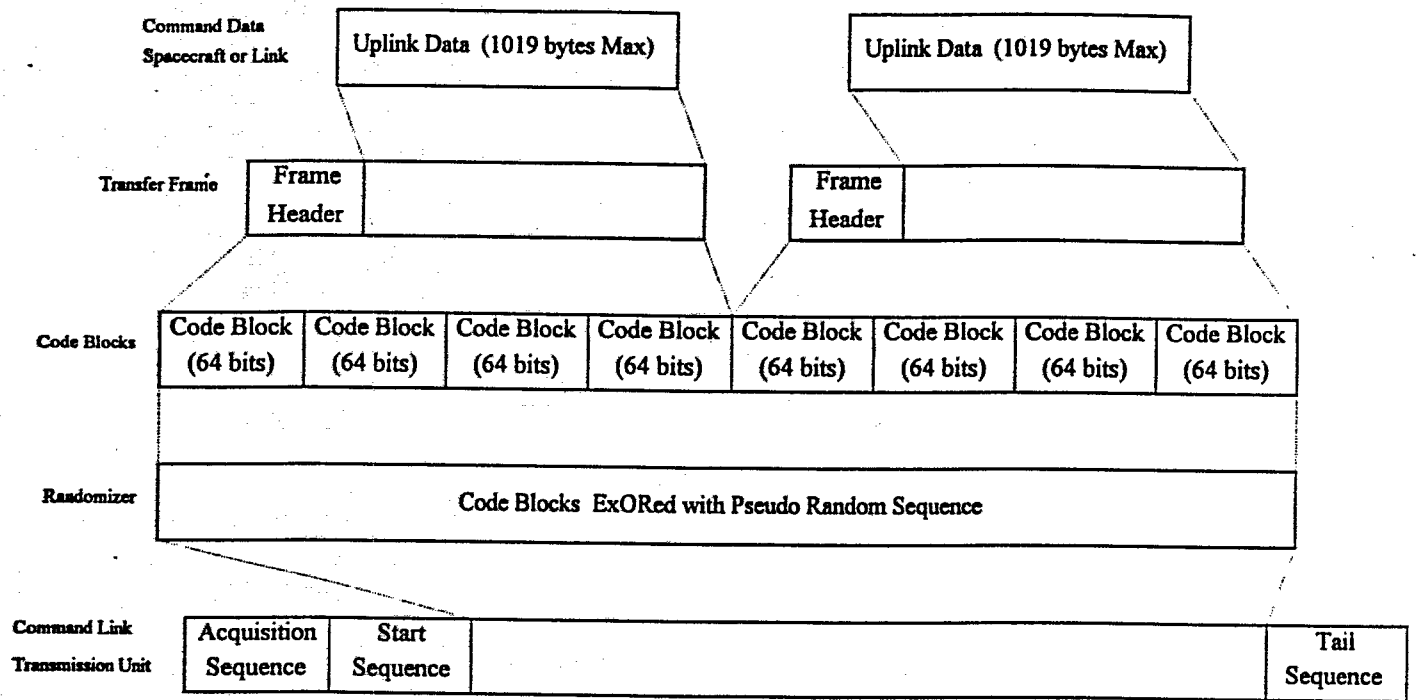 Command Data
Spacecraft or Link
Uplink Data (1019 bytes Max)
Uplink Data (1019 bytes Max)
Transfer Frame
Frame
Header
Frame
Header
Code Blocks
Code Block
(64 bits)
Code Block
(64 bits)
Code Block
(64 bits)
Code Block
(64 bits)
Code Block
(64 bits)
Code Block
(64 bits)
Code Block
(64 bits)
Code Block
(64 bits)
Randomizer
Code Blocks ExORed with Pseudo Random Sequence
Command Link
Transmission Unit
Acquisition
Sequence
Start
Sequence
Tail
Sequence